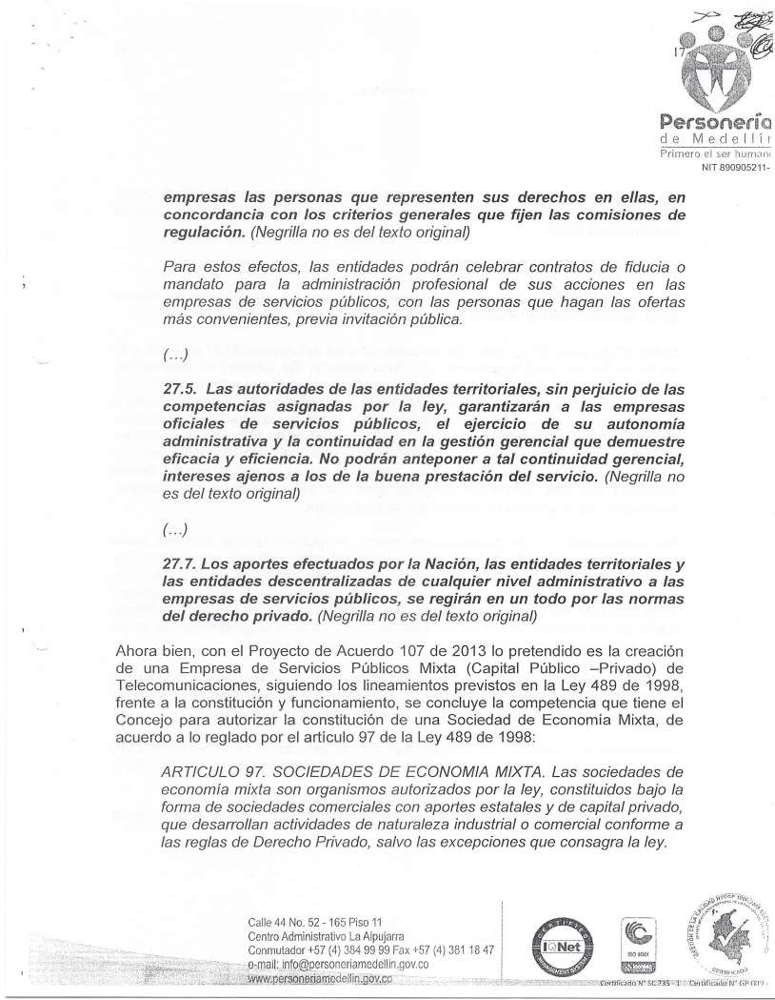 17
Personería
de Medellín
Primero el ser humano
NIT 890905211-
empresas las personas que representen sus derechos en ellas, en
concordancia con los criterios generales que fijen las comisiones de
regulación. (Negrilla no es del texto original)
Para estos efectos, las entidades podrán celebrar contratos de fiducia o
mandato para la administración profesional de sus acciones en las
empresas de servicios públicos, con las personas que hagan las ofertas
más convenientes, previa invitación pública.
(...)
27.5. Las autoridades de las entidades territoriales, sin perjuicio de las
competencias asignadas por la ley, garantizarán a las empresas
oficiales de servicios públicos, el ejercicio de su autonomía
administrativa y la continuidad en la gestión gerencial que demuestre
eficacia y eficiencia. No podrán anteponer a tal continuidad gerencial,
intereses ajenos a los de la buena prestación del servicio. (Negrilla no
es del texto original)
(...)
27.7. Los aportes efectuados por la Nación, las entidades territoriales y
las entidades descentralizadas de cualquier nivel administrativo a las
empresas de servicios públicos, se regirán en un todo por las normas
del derecho privado. (Negrilla no es del texto original)
Ahora bien, con el Proyecto de Acuerdo 107 de 2013 lo pretendido es la creación
de una Empresa de Servicios Públicos Mixta (Capital Público –Privado) de
Telecomunicaciones, siguiendo los lineamientos previstos en la Ley 489 de 1998,
frente a la constitución y funcionamiento, se concluye la competencia que tiene el
Concejo para autorizar la constitución de una Sociedad de Economía Mixta, de
acuerdo a lo reglado por el artículo 97 de la Ley 489 de 1998:
ARTICULO 97. SOCIEDADES DE ECONOMIA MIXTA. Las sociedades de
economía mixta son organismos autorizados por la ley, constituidos bajo la
forma de sociedades comerciales con aportes estatales y de capital privado,
que desarrollan actividades de naturaleza industrial o comercial conforme a
las reglas de Derecho Privado, salvo las excepciones que consagra la ley.
Calle 44 No. 52 - 165 Piso 11
Centro Administrativo La Alpujarra
Conmutador +57 (4) 384 99 99 Fax +57 (4) 381 18 47
e-mail: info@personeriamedellin.gov.co
www.personeriamedellin.gov.co
CERTIFIED
IQNet
MANAGEMENT SYSTEM
ISO 9001
icontec
Certificado N° SC 735 - 1
CERTIFICADO
Certificado N° GP 019 -